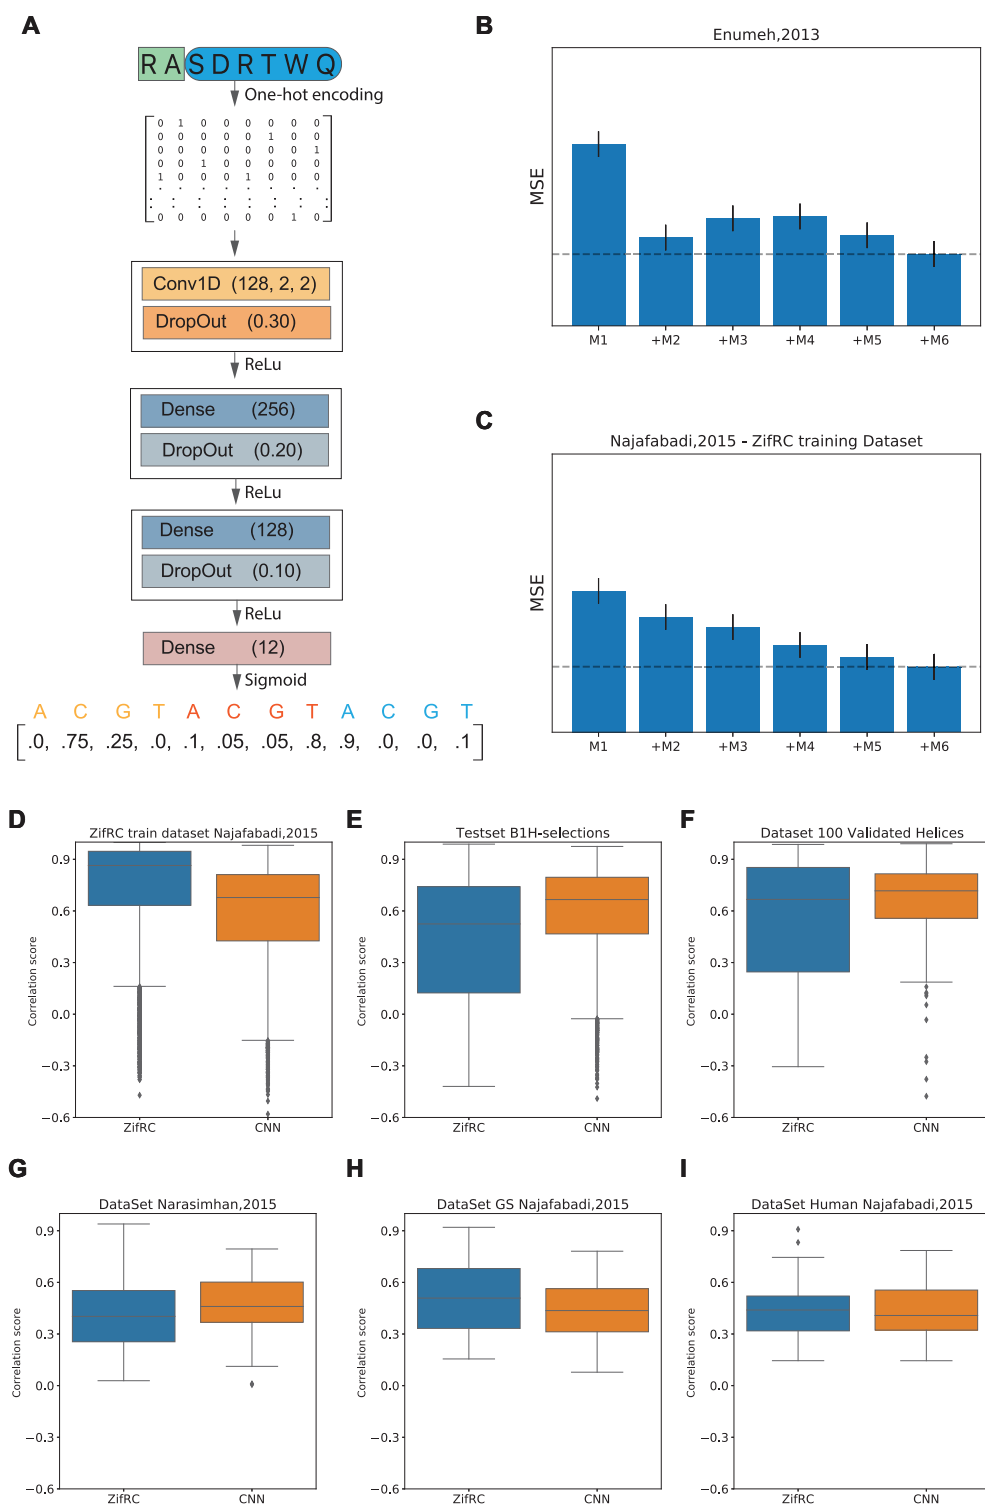 A
R A S D R T W Q
One-hot encoding
0 1 0 0 0 0 0 0
0 0 0 0 0 1 0 0
0 0 0 0 0 0 0 1
0 0 1 0 0 0 0 0
1 0 0 0 1 0 0 0
. . . . . . . .
: : : : : : : :
0 0 0 0 0 0 1 0
Conv1D (128, 2, 2)
DropOut (0.30)
ReLu
Dense (256)
DropOut (0.20)
ReLu
Dense (128)
DropOut (0.10)
ReLu
Dense (12)
Sigmoid
A C G T A C G T A C G T
[.0, .75, .25, .0, .1, .05, .05, .8, .9, .0, .0, .1]
B
Enumeh,2013
MSE
M1 +M2 +M3 +M4 +M5 +M6
C
Najafabadi,2015 - ZifRC training Dataset
MSE
M1 +M2 +M3 +M4 +M5 +M6
D
ZifRC train dataset Najafabadi,2015
Correlation score
0.9
0.6
0.3
0.0
−0.3
−0.6
ZifRC CNN
E
Testset B1H-selections
Correlation score
0.9
0.6
0.3
0.0
−0.3
−0.6
ZifRC CNN
F
Dataset 100 Validated Helices
Correlation score
0.9
0.6
0.3
0.0
−0.3
−0.6
ZifRC CNN
G
DataSet Narasimhan,2015
Correlation score
0.9
0.6
0.3
0.0
−0.3
−0.6
ZifRC CNN
H
DataSet GS Najafabadi,2015
Correlation score
0.9
0.6
0.3
0.0
−0.3
−0.6
ZifRC CNN
I
DataSet Human Najafabadi,2015
Correlation score
0.9
0.6
0.3
0.0
−0.3
−0.6
ZifRC CNN